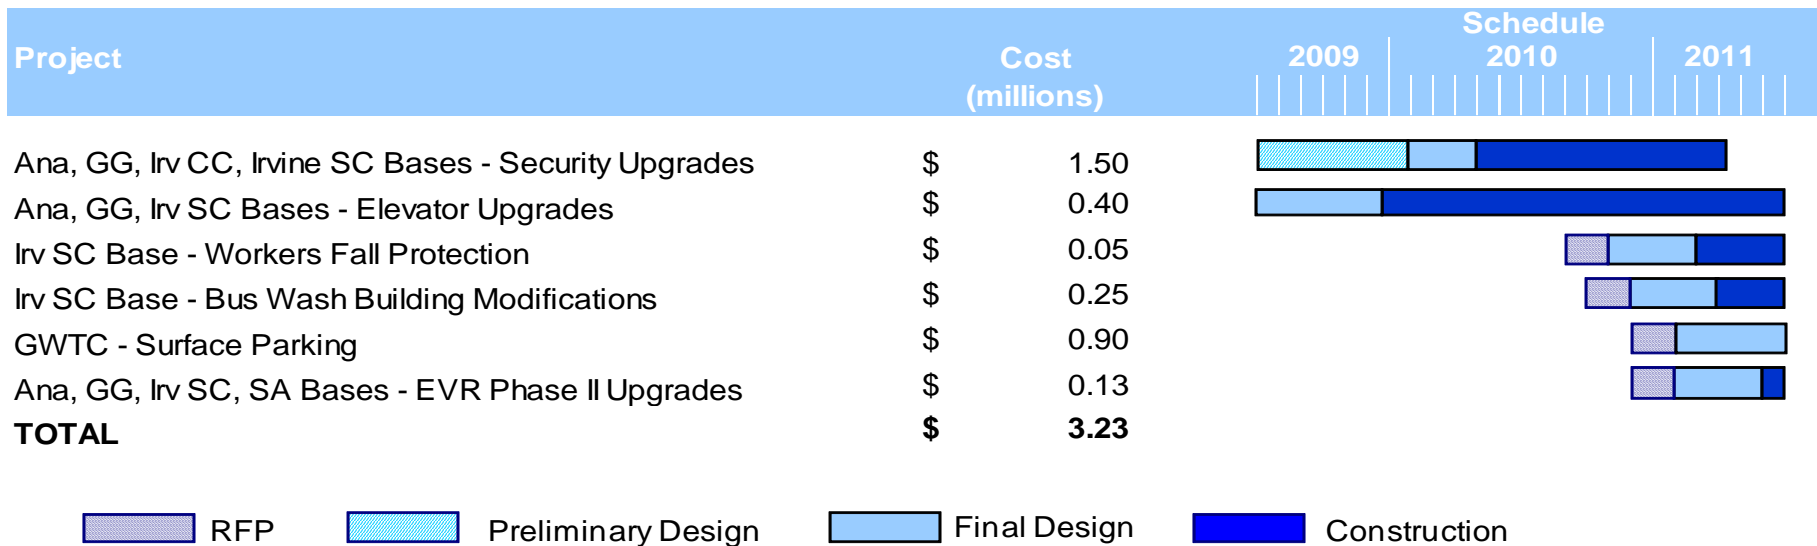 Schedule
Project Cost 2009 2010 2011
(millions)
Ana, GG, Irv CC, Irvine SC Bases - Security Upgrades $ 1.50
Ana, GG, Irv SC Bases - Elevator Upgrades $ 0.40
Irv SC Base - Workers Fall Protection $ 0.05
Irv SC Base - Bus Wash Building Modifications $ 0.25
GWTC - Surface Parking $ 0.90
Ana, GG, Irv SC, SA Bases - EVR Phase II Upgrades $ 0.13
TOTAL $ 3.23
RFP Preliminary Design Final Design Construction